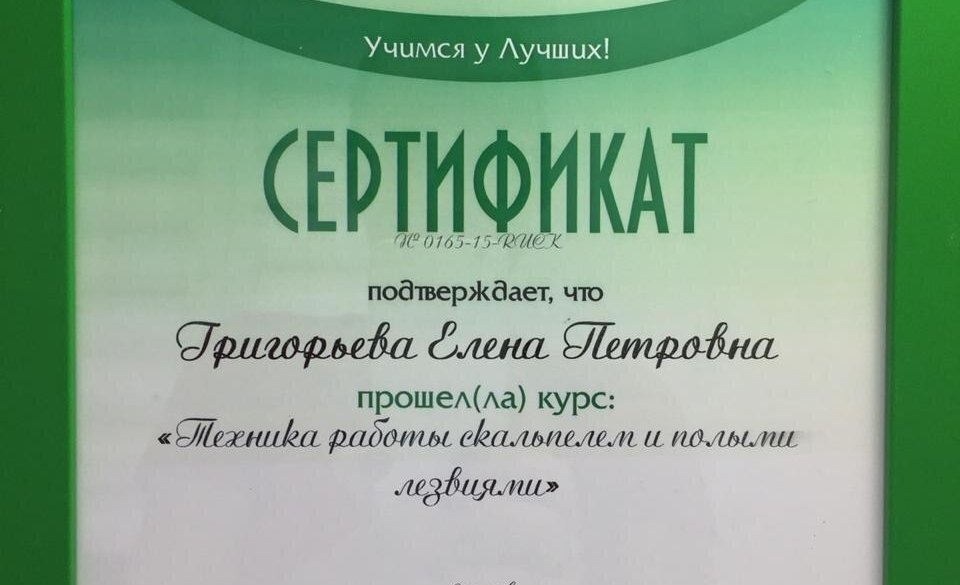 Учимся у Лучших!
СЕРТИФИКАТ
№ 0165-15-RUCK
подтверждает, что
Григорьева Елена Петровна
прошел(ла) курс:
«Техника работы скальпелем и полыми
лезвиями»